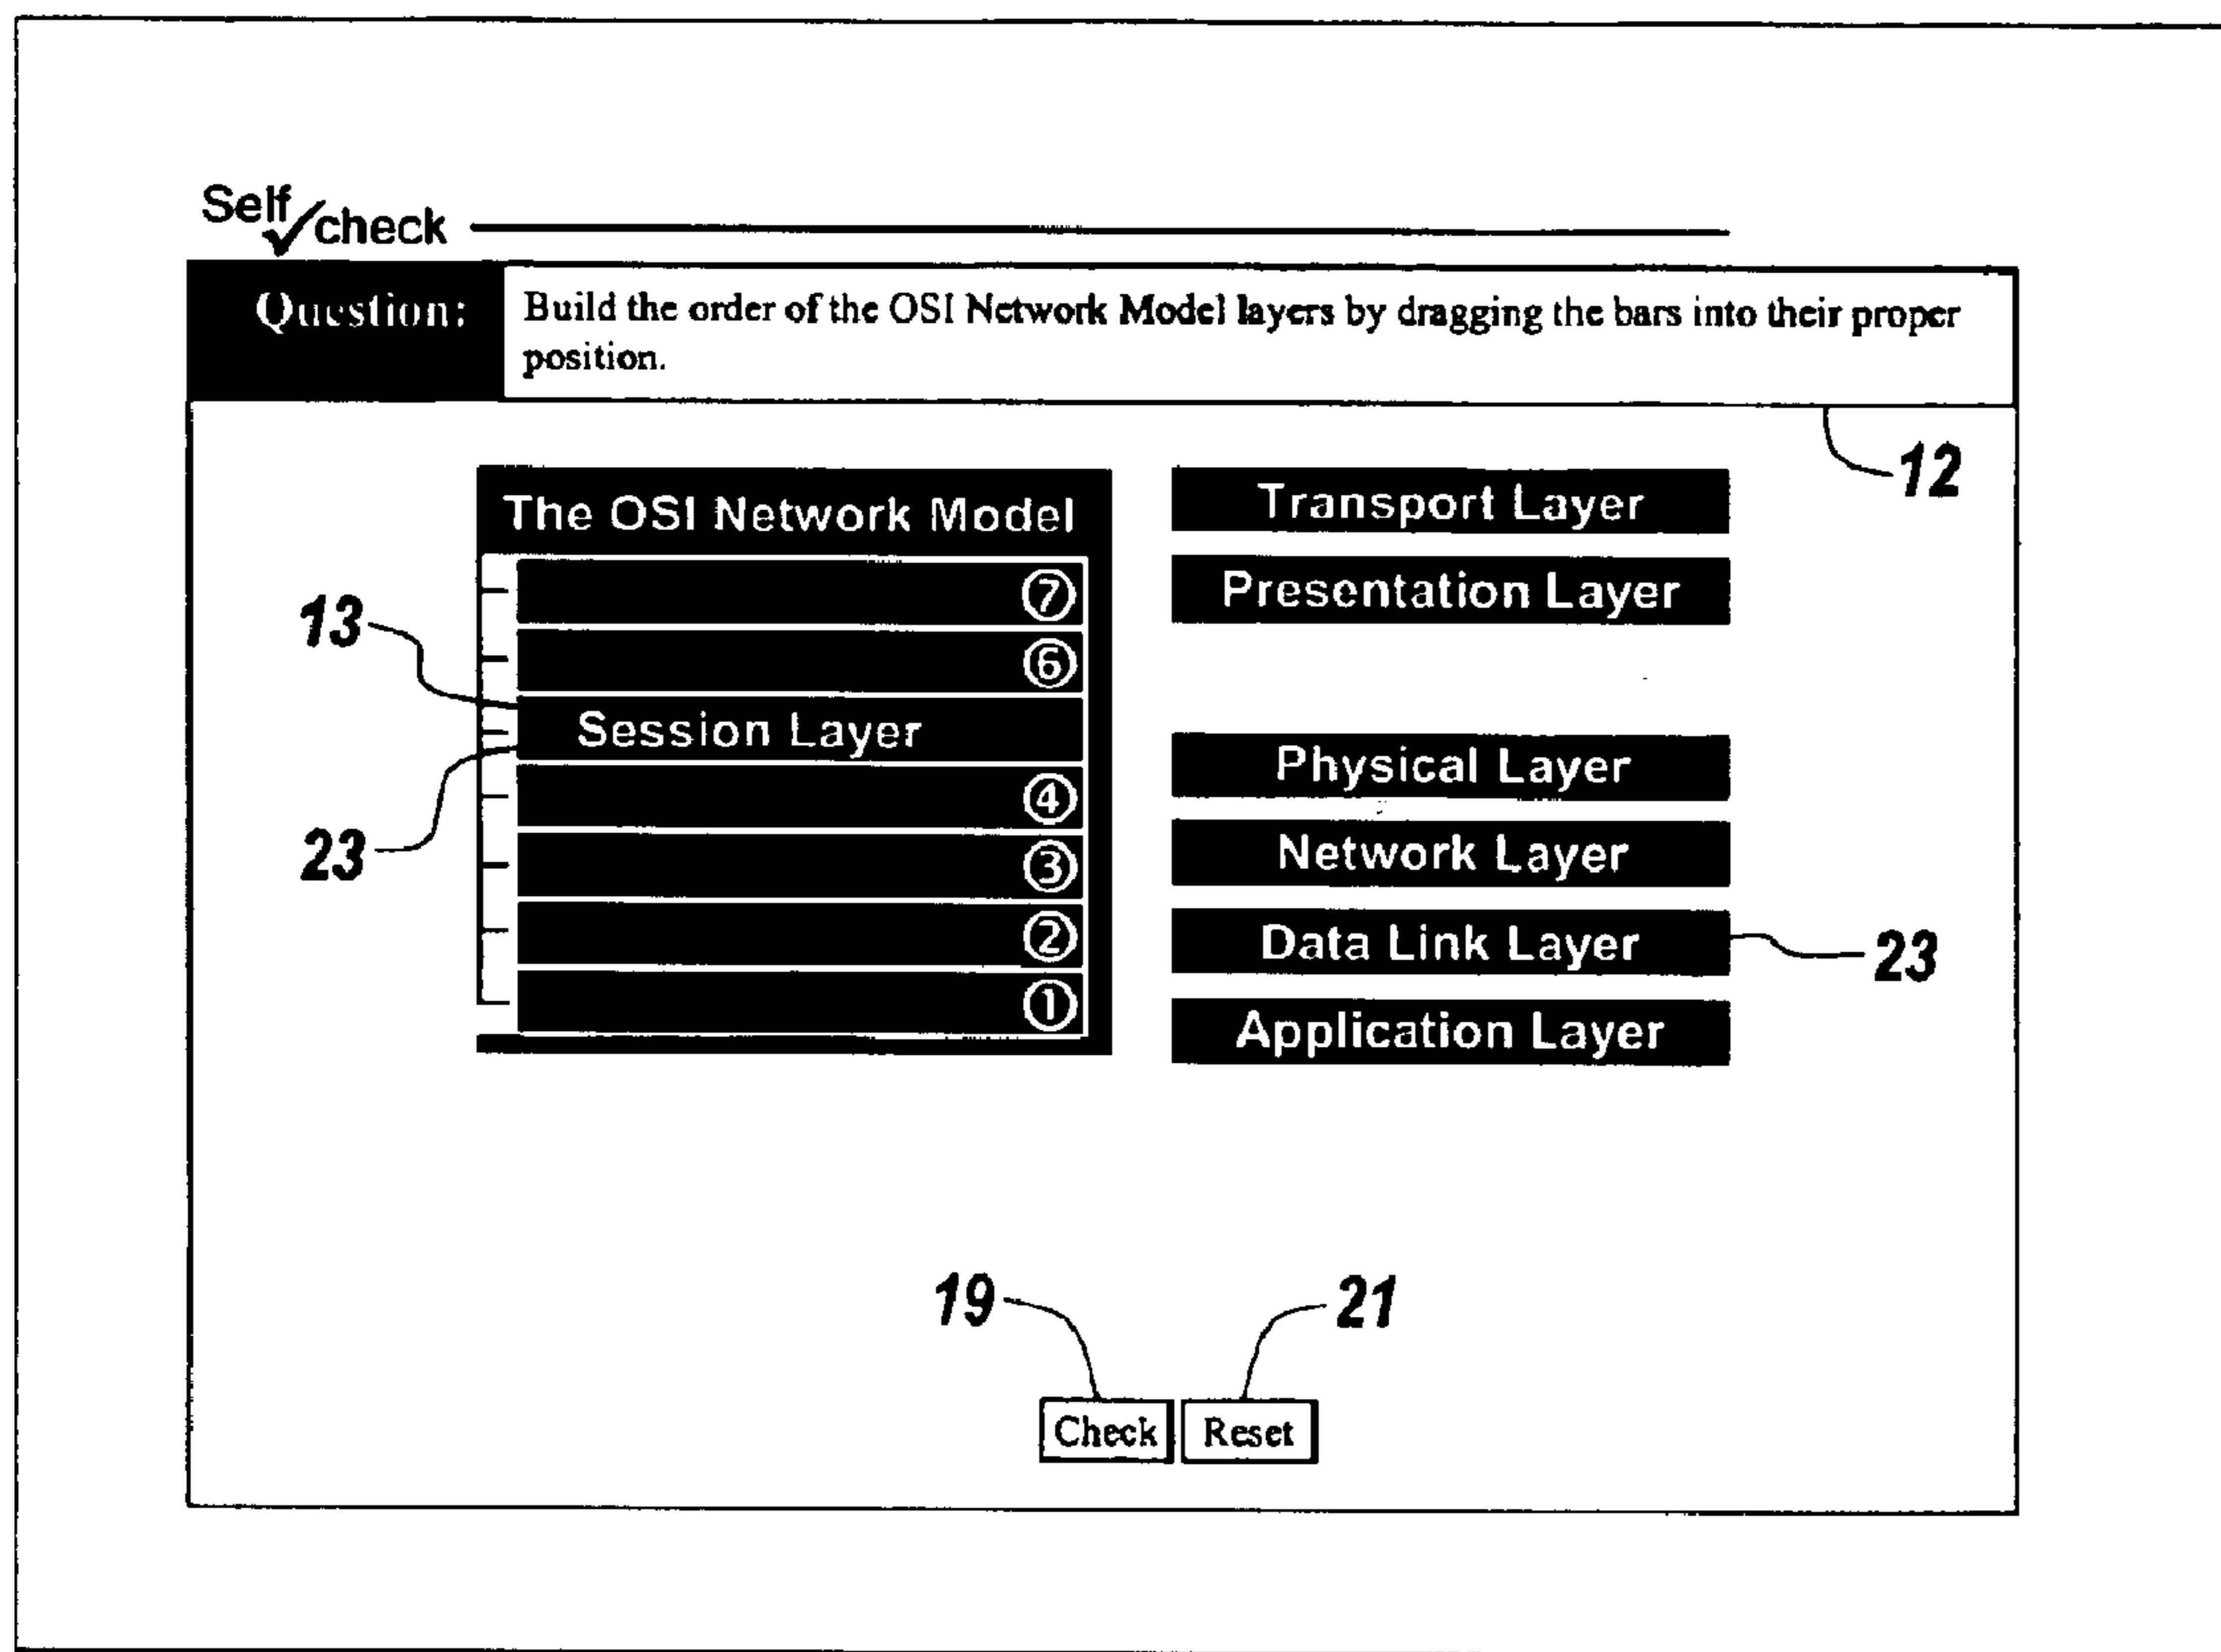 Self check
Question:
Build the order of the OSI Network Model layers by dragging the bars into their proper
position.
12
The OSI Network Model
7
6
Session Layer
4
3
2
1
13
23
Transport Layer
Presentation Layer
Physical Layer
Network Layer
Data Link Layer
23
Application Layer
19
21
Check
Reset